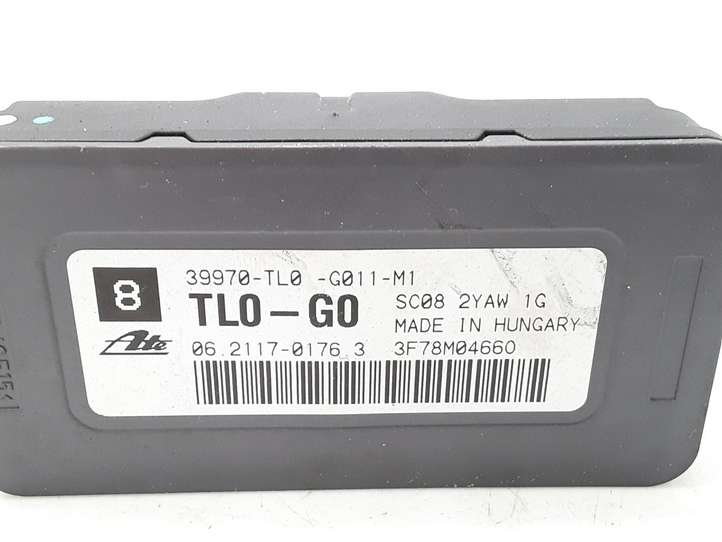 8
39970-TL0 -G011-M1
TL0-G0
SC08 2YAW 1G
MADE IN HUNGARY
Ate
06.2117-0176.3
3F78M04660